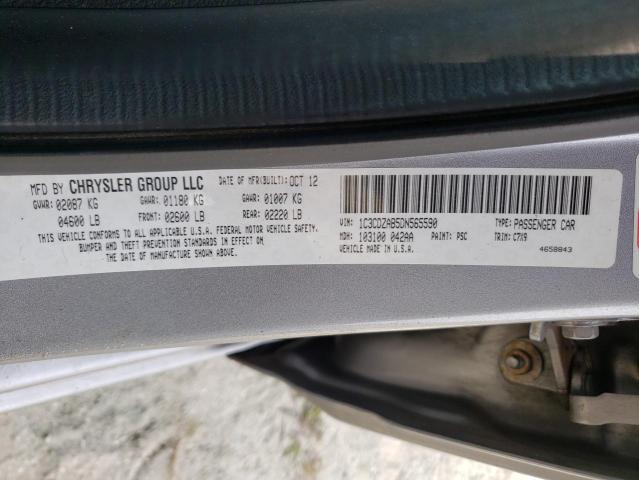 MFD BY CHRYSLER GROUP LLC DATE OF MFR(BUILT): OCT 12
GVWR: 02087 KG GAWR: 01180 KG GAWR: 01007 KG
04600 LB FRONT: 02600 LB REAR: 02220 LB
THIS VEHICLE CONFORMS TO ALL APPLICABLE U.S.A. FEDERAL MOTOR VEHICLE SAFETY,
BUMPER AND THEFT PREVENTION STANDARDS IN EFFECT ON
THE DATE OF MANUFACTURE SHOWN ABOVE.
VIN: 1C3CDZAB5DN565590 TYPE: PASSENGER CAR
MDH: 103100 042AA PAINT: PSC TRIM: C7X9
VEHICLE MADE IN U.S.A. 4658843